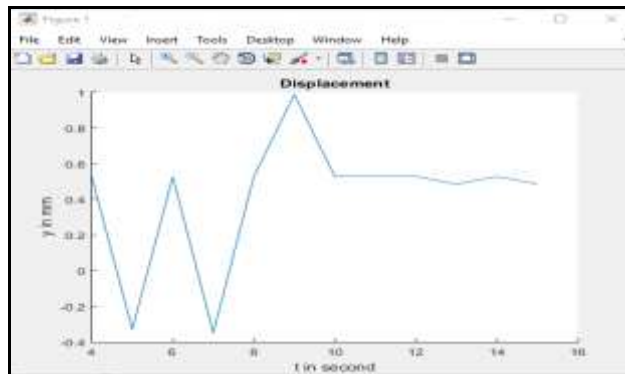 Figure 1
File Edit View Insert Tools Desktop Window Help
Displacement
1
0.8
0.6
0.4
0.2
0
-0.2
-0.4
y in mm
4 6 8 10 12 14 16
t in second